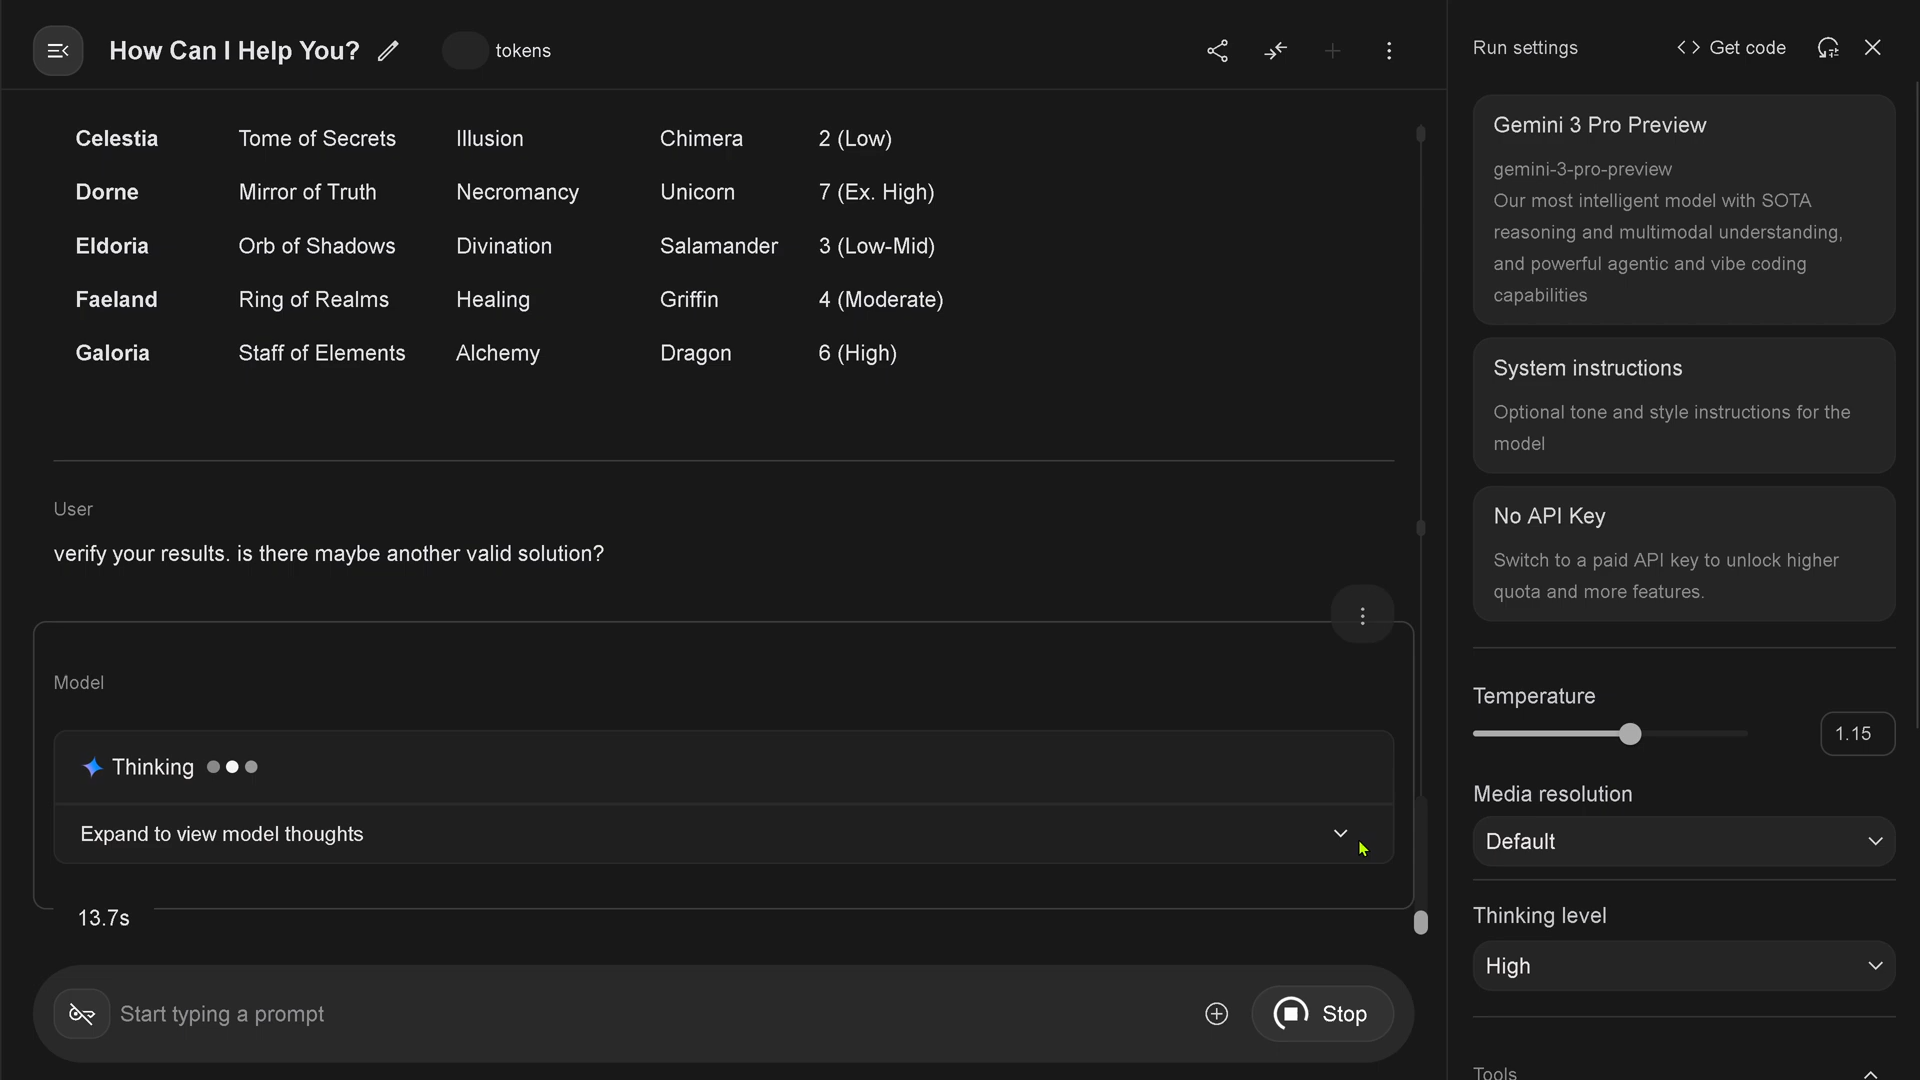 How Can I Help You?
tokens
Celestia Tome of Secrets Illusion Chimera 2 (Low)
Dorne Mirror of Truth Necromancy Unicorn 7 (Ex. High)
Eldoria Orb of Shadows Divination Salamander 3 (Low-Mid)
Faeland Ring of Realms Healing Griffin 4 (Moderate)
Galoria Staff of Elements Alchemy Dragon 6 (High)
User
verify your results. is there maybe another valid solution?
Model
Thinking
Expand to view model thoughts
13.7s
Start typing a prompt
Stop
Run settings
Get code
Gemini 3 Pro Preview
gemini-3-pro-preview
Our most intelligent model with SOTA
reasoning and multimodal understanding,
and powerful agentic and vibe coding
capabilities
System instructions
Optional tone and style instructions for the
model
No API Key
Switch to a paid API key to unlock higher
quota and more features.
Temperature
1.15
Media resolution
Default
Thinking level
High
Tools